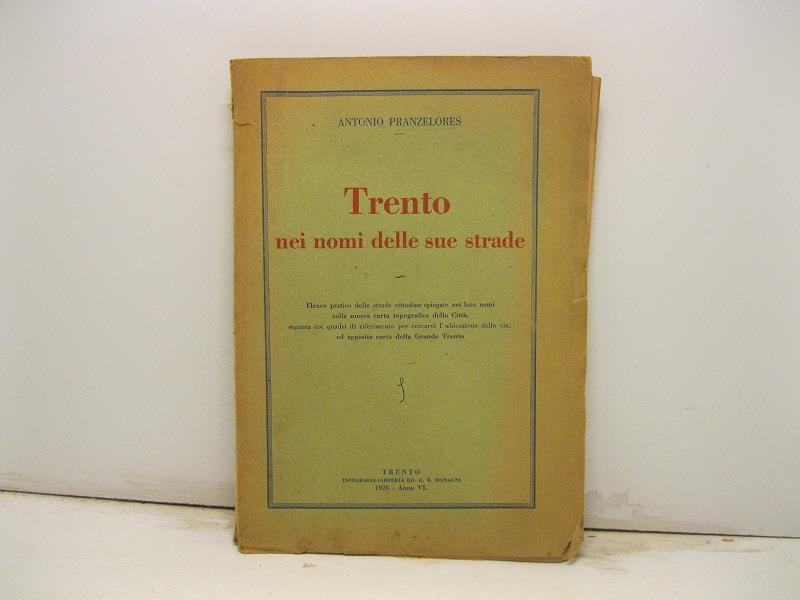 ANTONIO PRANZELORES
Trento
nei nomi delle sue strade
Elenco pratico delle strade cittadine spiegate nei loro nomi
colla nuova carta topografica della Città,
segnata coi quadri di riferimento per cercarvi l'ubicazione delle vie,
ed apposita carta della Grande Trento
TRENTO
TIPOGRAFIA-LIBRERIA ED. G. B. MONAUNI
1928 - Anno VI.